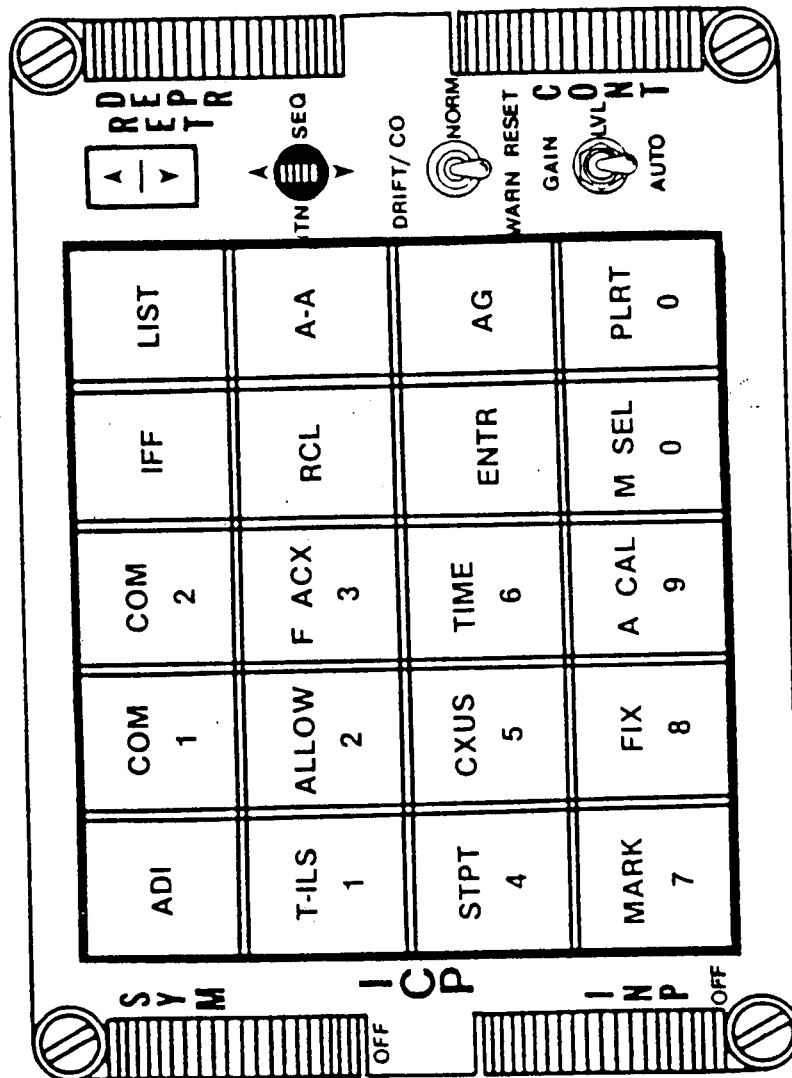 SYM
OFF
ICP
INP
OFF
ADI
COM
1
COM
2
IFF
LIST
T-ILS
1
ALLOW
2
F ACX
3
RCL
A-A
STPT
4
CXUS
5
TIME
6
ENTR
AG
MARK
7
FIX
8
A CAL
9
M SEL
0
PLRT
0
RET
DEPR
SEQ
DRIFT/CO
NORM
WARN RESET
GAIN
LVL
AUTO
CONT